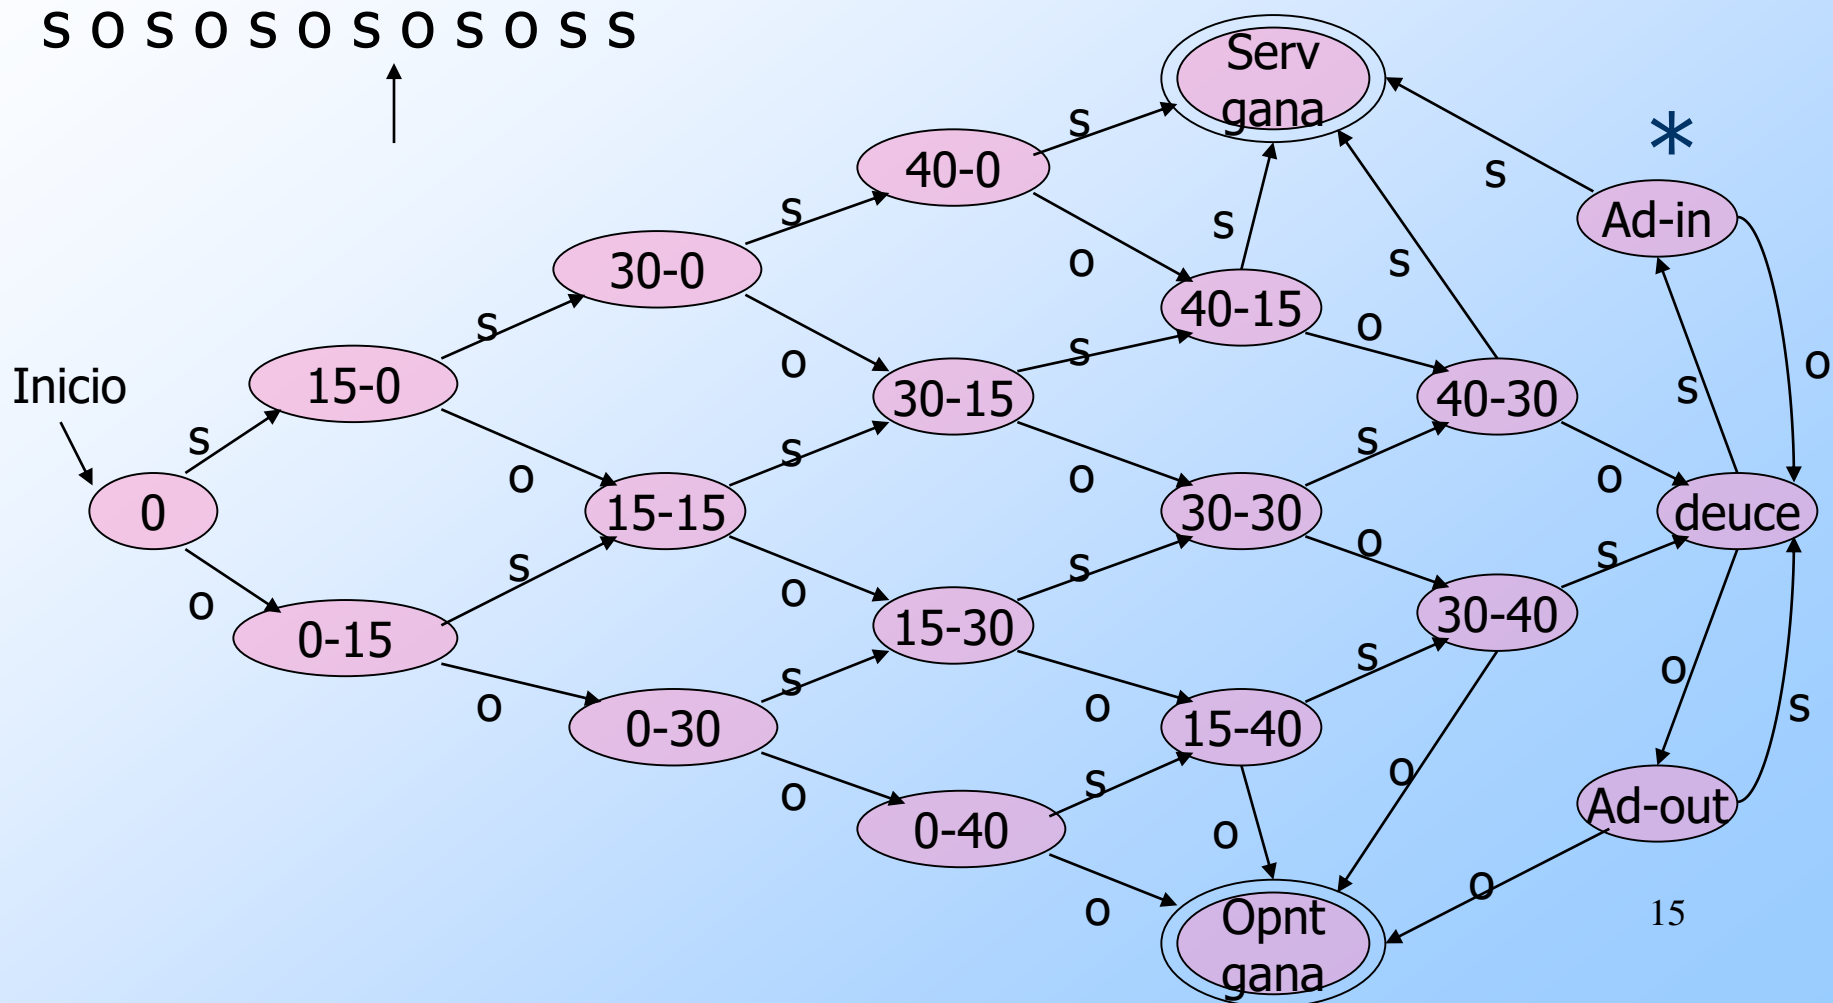 s o s o s o s o s o s s
Serv
gana
s
*
40-0
s
Ad-in
s
s
30-0
o
s
40-15
s
o
o
s
15-0
o
s
30-15
40-30
s
Inicio
s
s
s
o
o
o
0
15-15
30-30
deuce
s
o
s
s
o
o
15-30
30-40
0-15
s
s
o
s
o
o
0-30
15-40
s
o
o
s
o
0-40
Ad-out
o
o
o
Opnt
gana
15